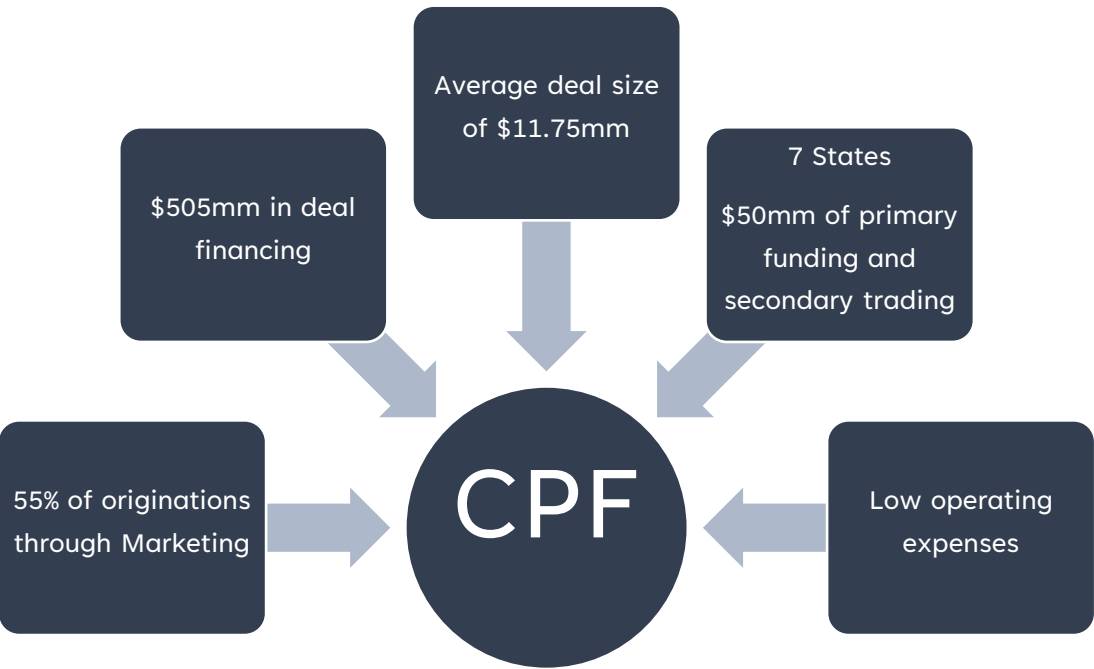 Average deal size
of $11.75mm
$505mm in deal
financing
7 States
$50mm of primary
funding and
secondary trading
55% of originations
through Marketing
CPF
Low operating
expenses